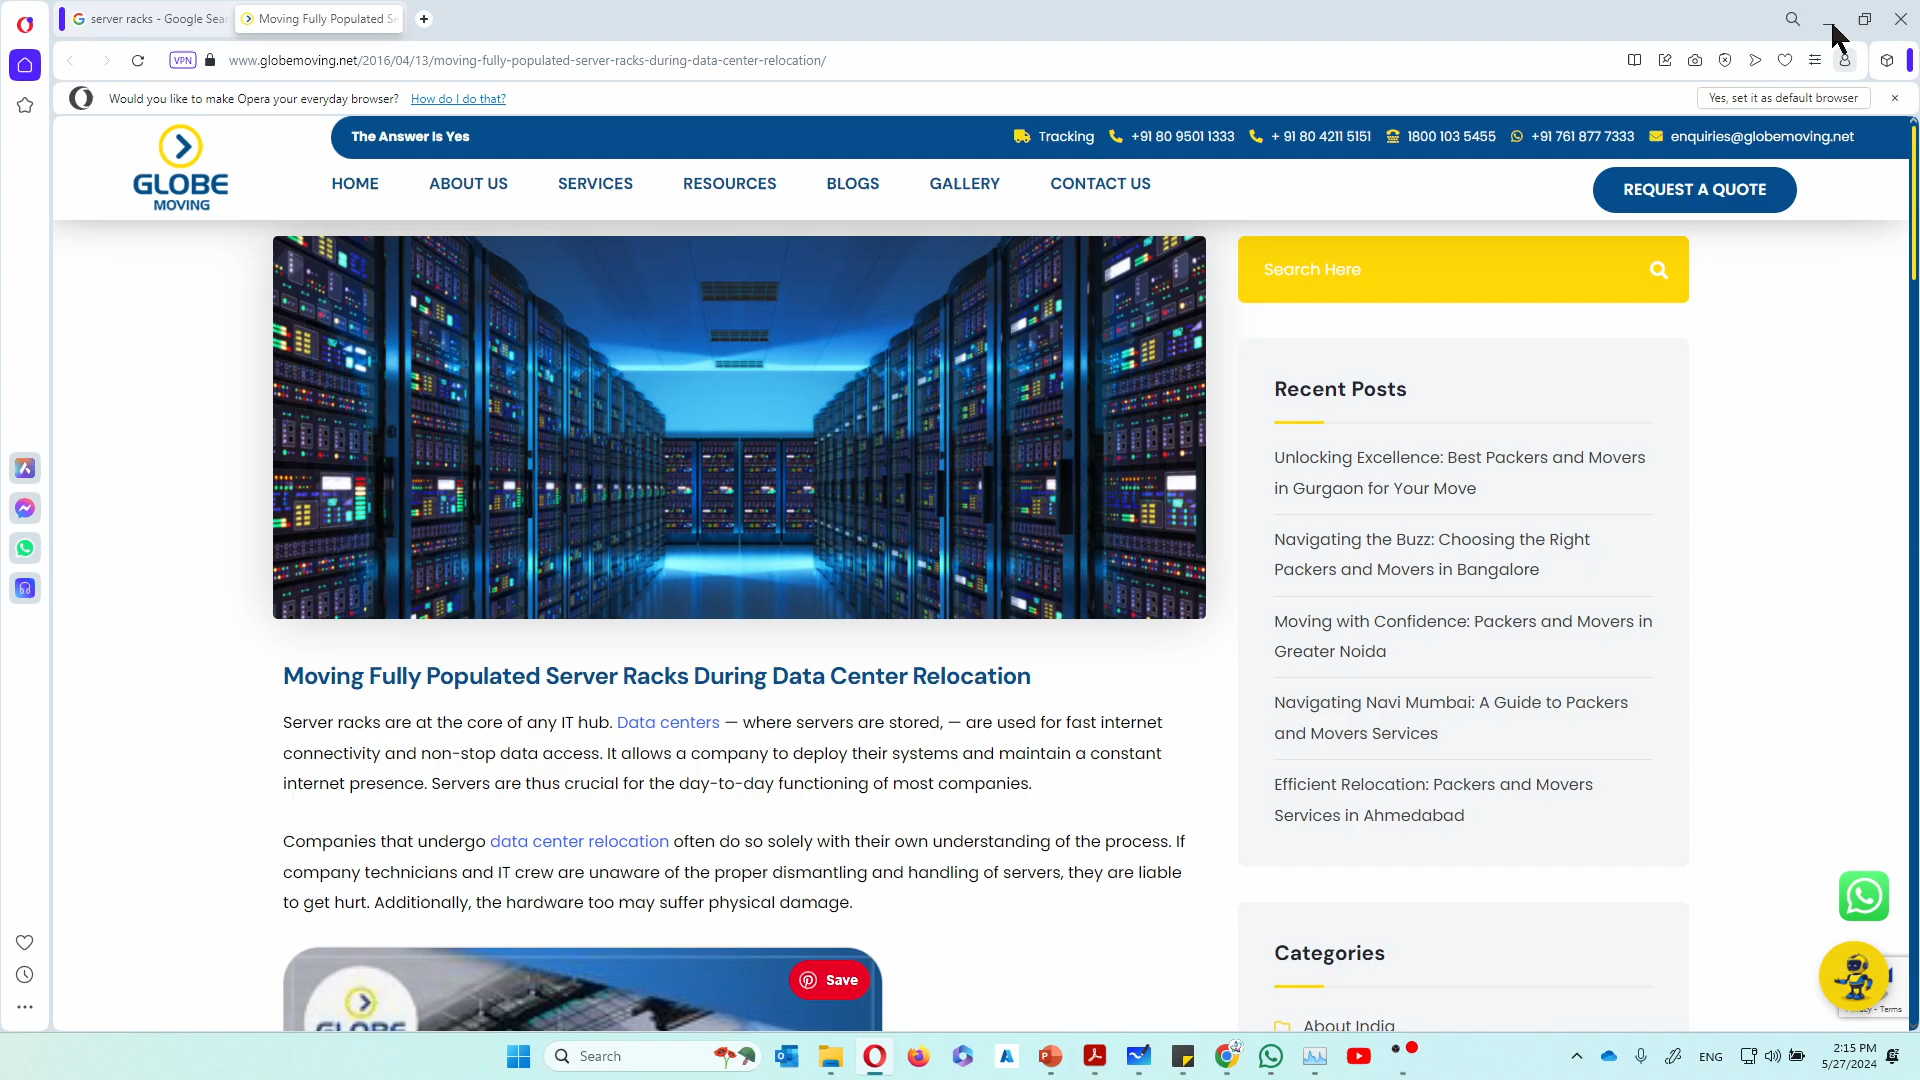 server racks - Google Sear
Moving Fully Populated Se
VPN
www.globemoving.net/2016/04/13/moving-fully-populated-server-racks-during-data-center-relocation/
Would you like to make Opera your everyday browser? How do I do that?
Yes, set it as default browser
The Answer Is Yes
Tracking
+91 80 9501 1333
+ 91 80 4211 5151
1800 103 5455
+91 761 877 7333
enquiries@globemoving.net
GLOBE
MOVING
HOME
ABOUT US
SERVICES
RESOURCES
BLOGS
GALLERY
CONTACT US
REQUEST A QUOTE
Search Here
Recent Posts
Unlocking Excellence: Best Packers and Movers
in Gurgaon for Your Move
Navigating the Buzz: Choosing the Right
Packers and Movers in Bangalore
Moving with Confidence: Packers and Movers in
Greater Noida
Navigating Navi Mumbai: A Guide to Packers
and Movers Services
Efficient Relocation: Packers and Movers
Services in Ahmedabad
Moving Fully Populated Server Racks During Data Center Relocation
Server racks are at the core of any IT hub. Data centers — where servers are stored, — are used for fast internet
connectivity and non-stop data access. It allows a company to deploy their systems and maintain a constant
internet presence. Servers are thus crucial for the day-to-day functioning of most companies.
Companies that undergo data center relocation often do so solely with their own understanding of the process. If
company technicians and IT crew are unaware of the proper dismantling and handling of servers, they are liable
to get hurt. Additionally, the hardware too may suffer physical damage.
Save
GLOBE
Categories
About India
Privacy - Terms
Search
ENG
2:15 PM
5/27/2024